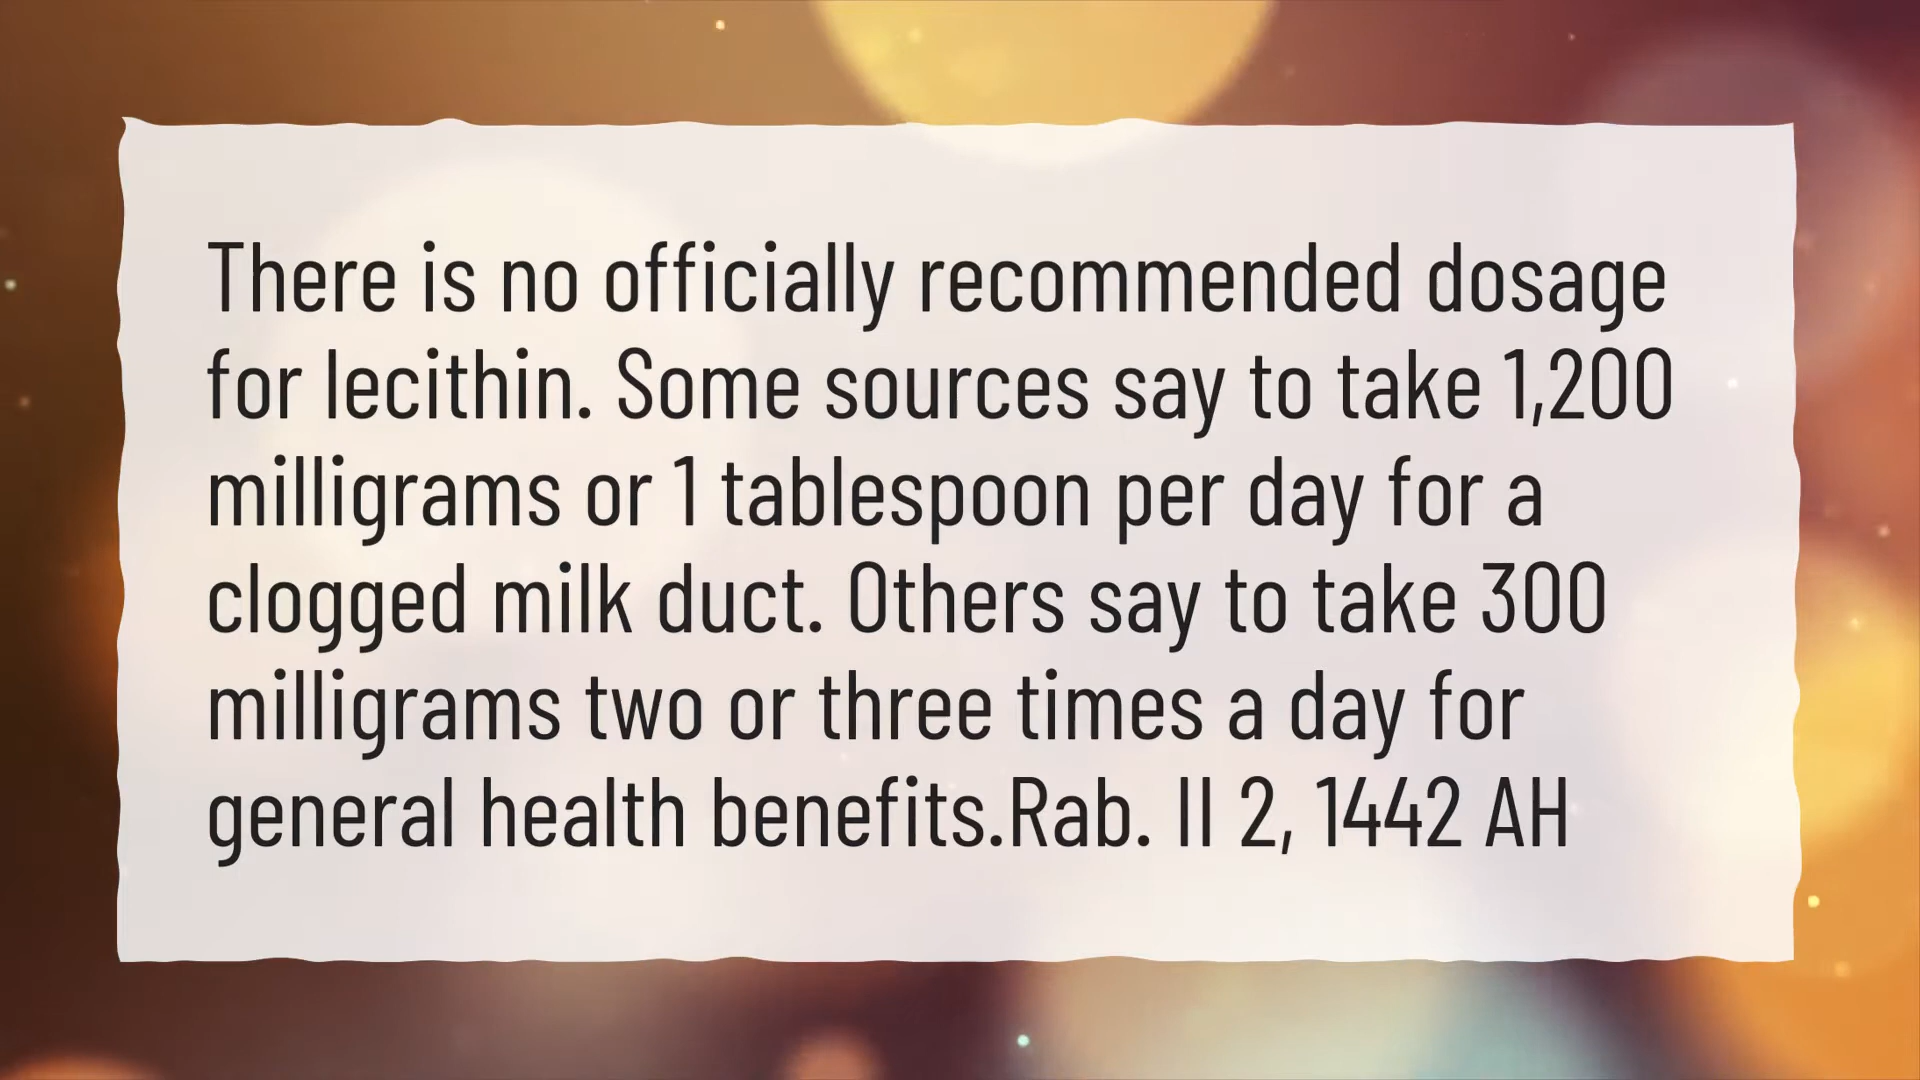 There is no officially recommended dosage
for lecithin. Some sources say to take 1,200
milligrams or 1 tablespoon per day for a
clogged milk duct. Others say to take 300
milligrams two or three times a day for
general health benefits.Rab. II 2, 1442 AH